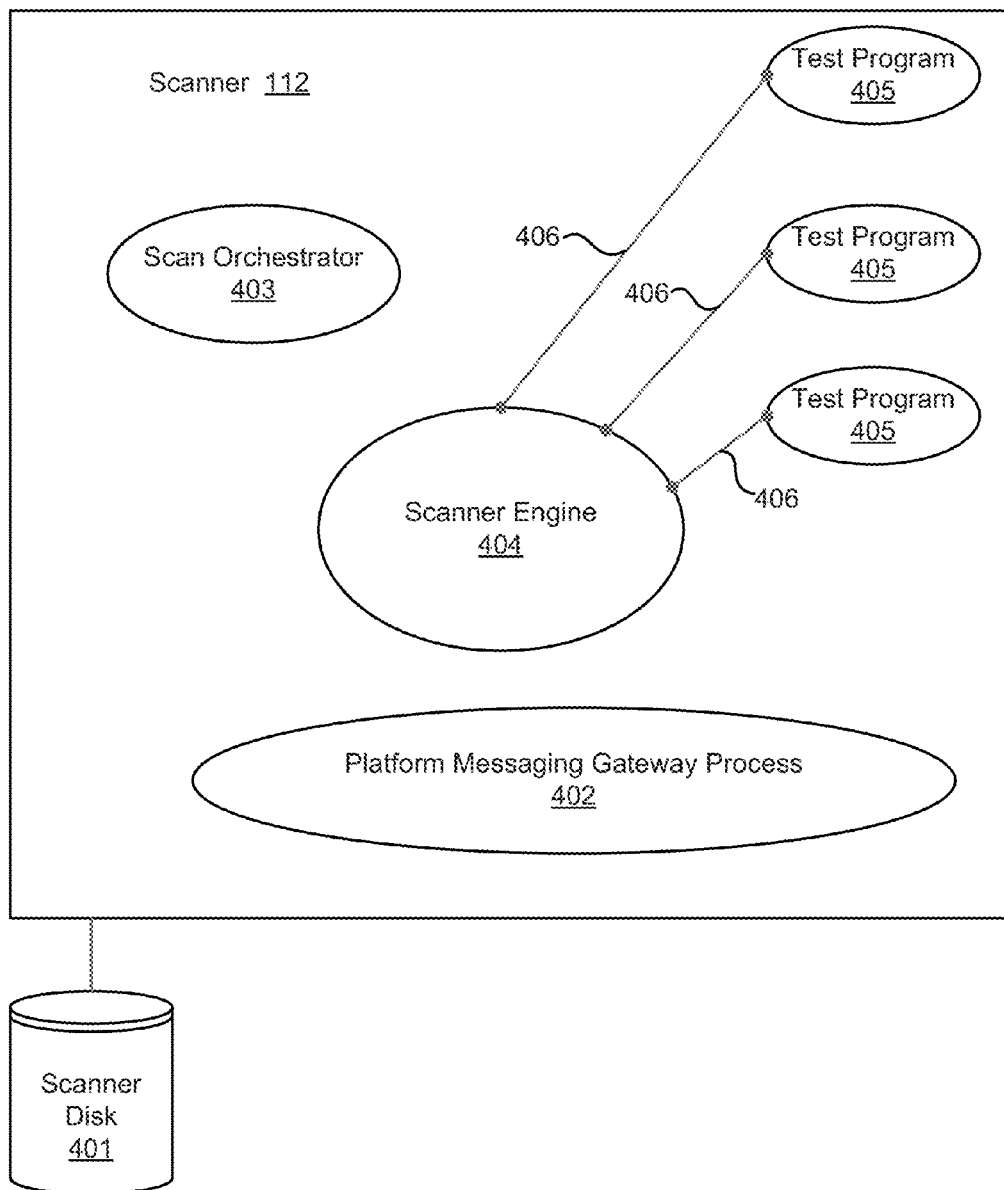 Scanner 112
Test Program
405
Scan Orchestrator
403
406
Test Program
405
406
Test Program
405
406
Scanner Engine
404
Platform Messaging Gateway Process
402
Scanner
Disk
401